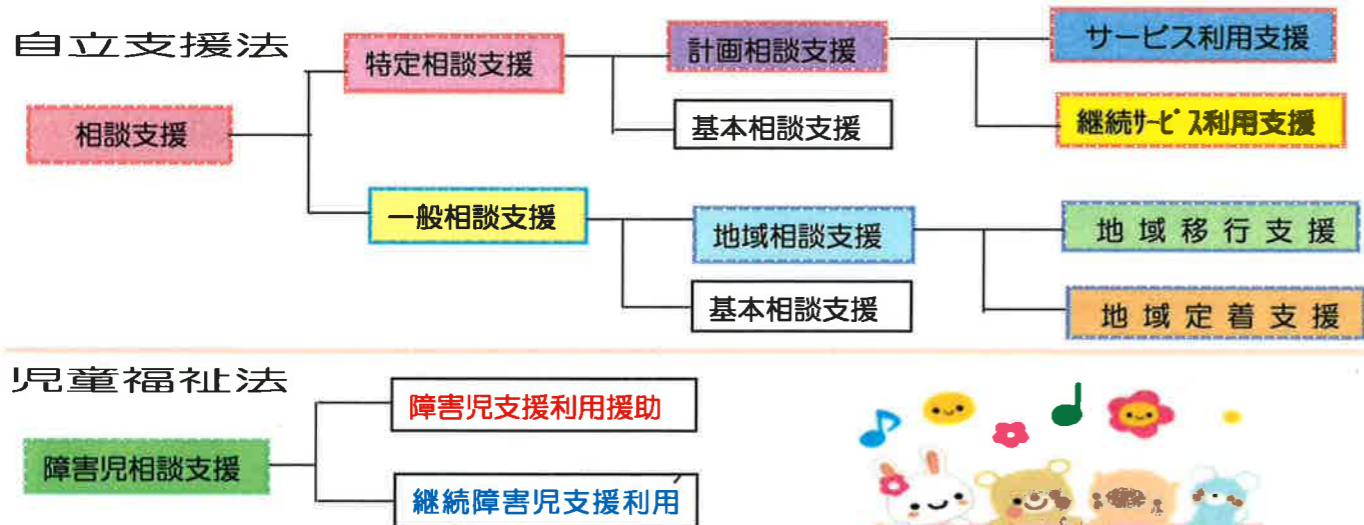 自立支援法
相談支援
特定相談支援
計画相談支援
サービス利用支援
継続サービス利用支援
基本相談支援
一般相談支援
地域相談支援
地域移行支援
地域定着支援
基本相談支援
児童福祉法
障害児相談支援
障害児支援利用援助
継続障害児支援利用